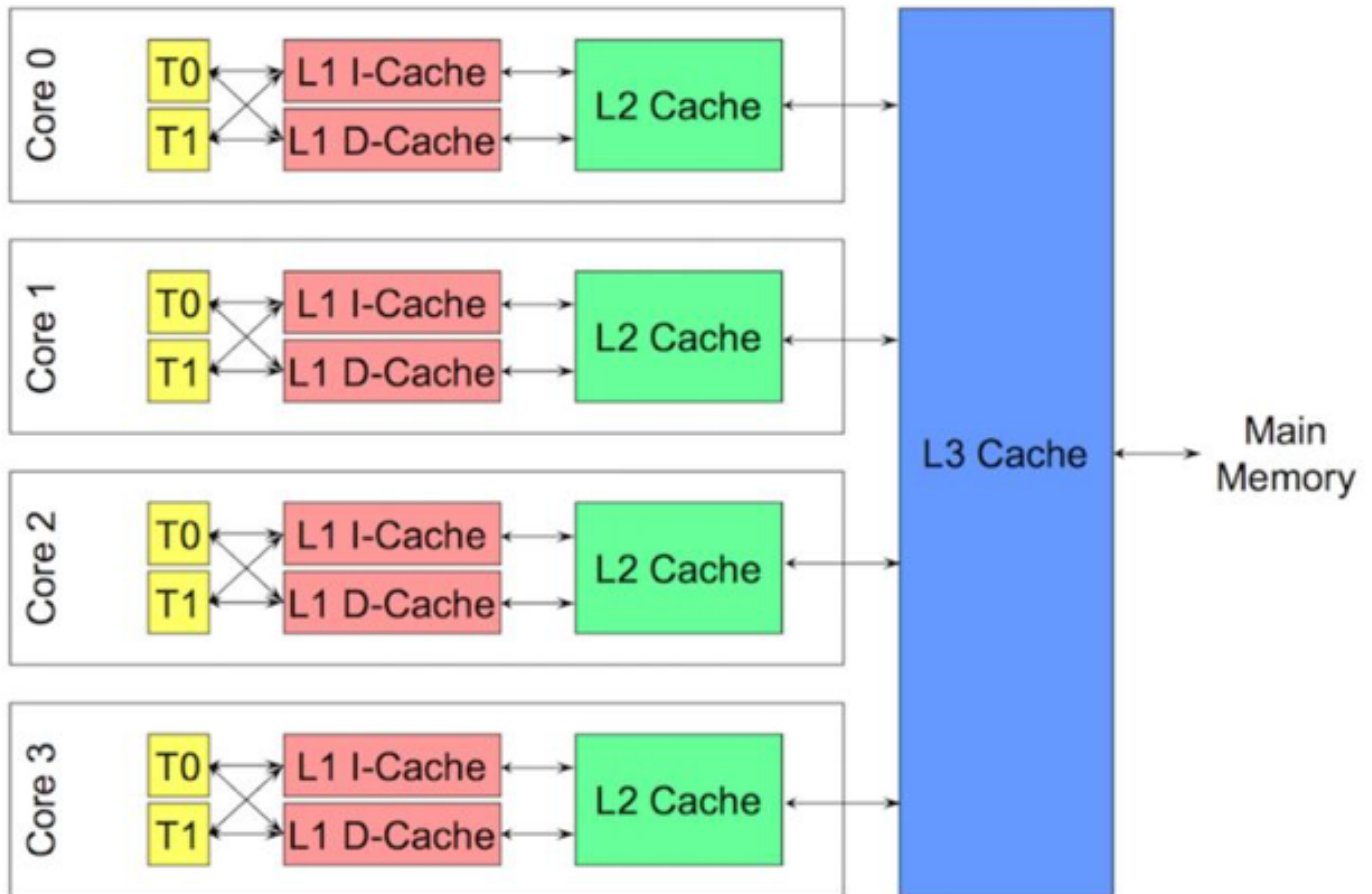 Core 0
T0
L1 I-Cache
T1
L1 D-Cache
L2 Cache
Core 1
T0
L1 I-Cache
T1
L1 D-Cache
L2 Cache
Core 2
T0
L1 I-Cache
T1
L1 D-Cache
L2 Cache
Core 3
T0
L1 I-Cache
T1
L1 D-Cache
L2 Cache
L3 Cache
Main
Memory